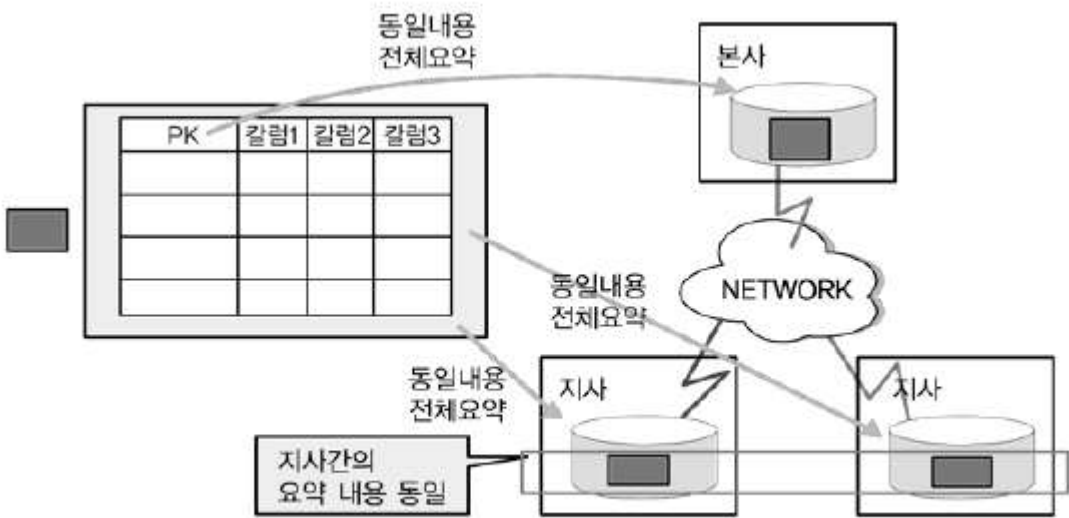 동일내용
전체요약
본사
PK
칼럼1
칼럼2
칼럼3
NETWORK
동일내용
전체요약
동일내용
전체요약
지사
지사
지사간의
요약 내용 동일